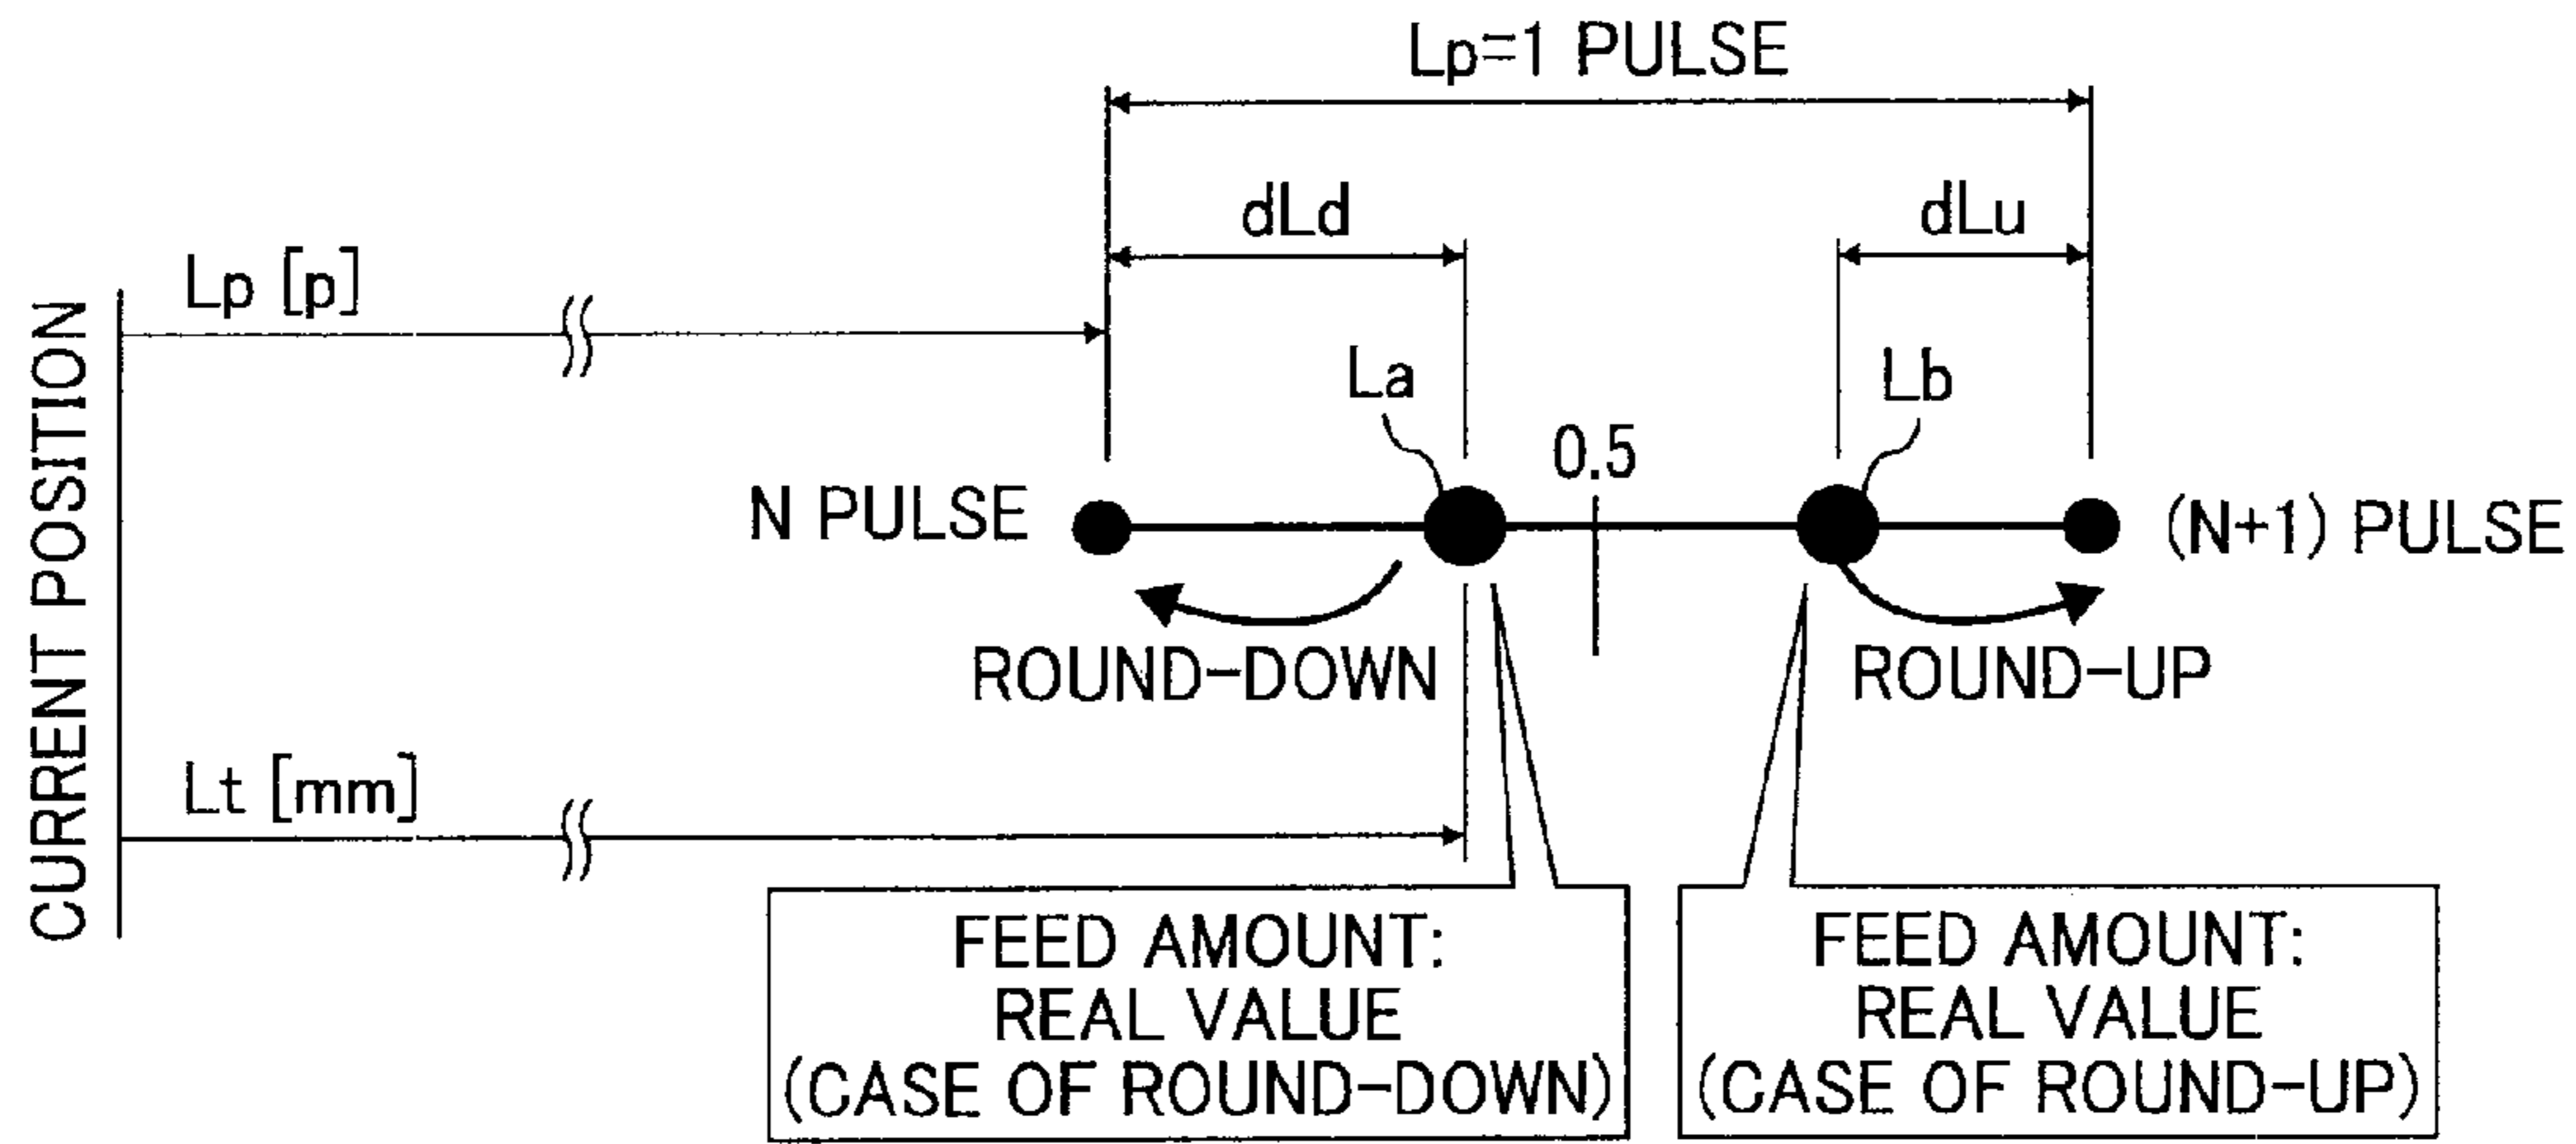 Lp=1 PULSE
dLd
dLu
Lp [p]
La
Lb
0.5
N PULSE
(N+1) PULSE
CURRENT POSITION
ROUND-DOWN
ROUND-UP
Lt [mm]
FEED AMOUNT:
REAL VALUE
(CASE OF ROUND-DOWN)
FEED AMOUNT:
REAL VALUE
(CASE OF ROUND-UP)